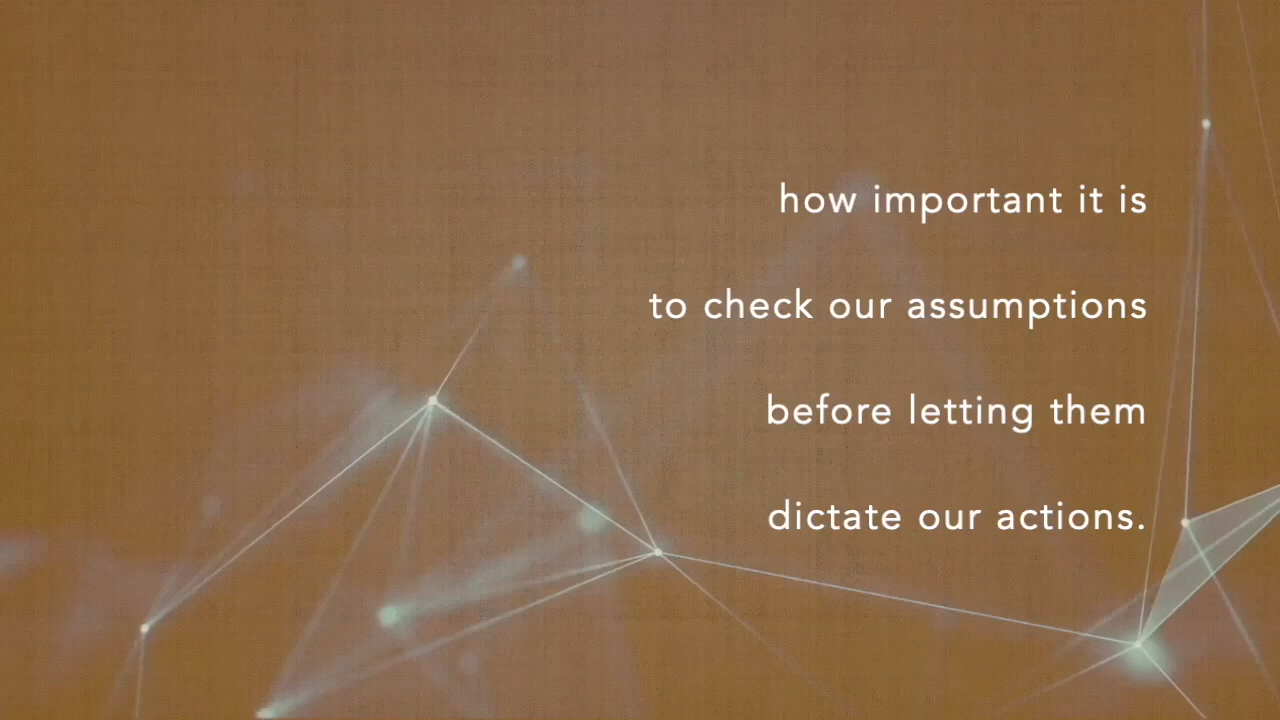 how important it is
to check our assumptions
before letting them
dictate our actions.